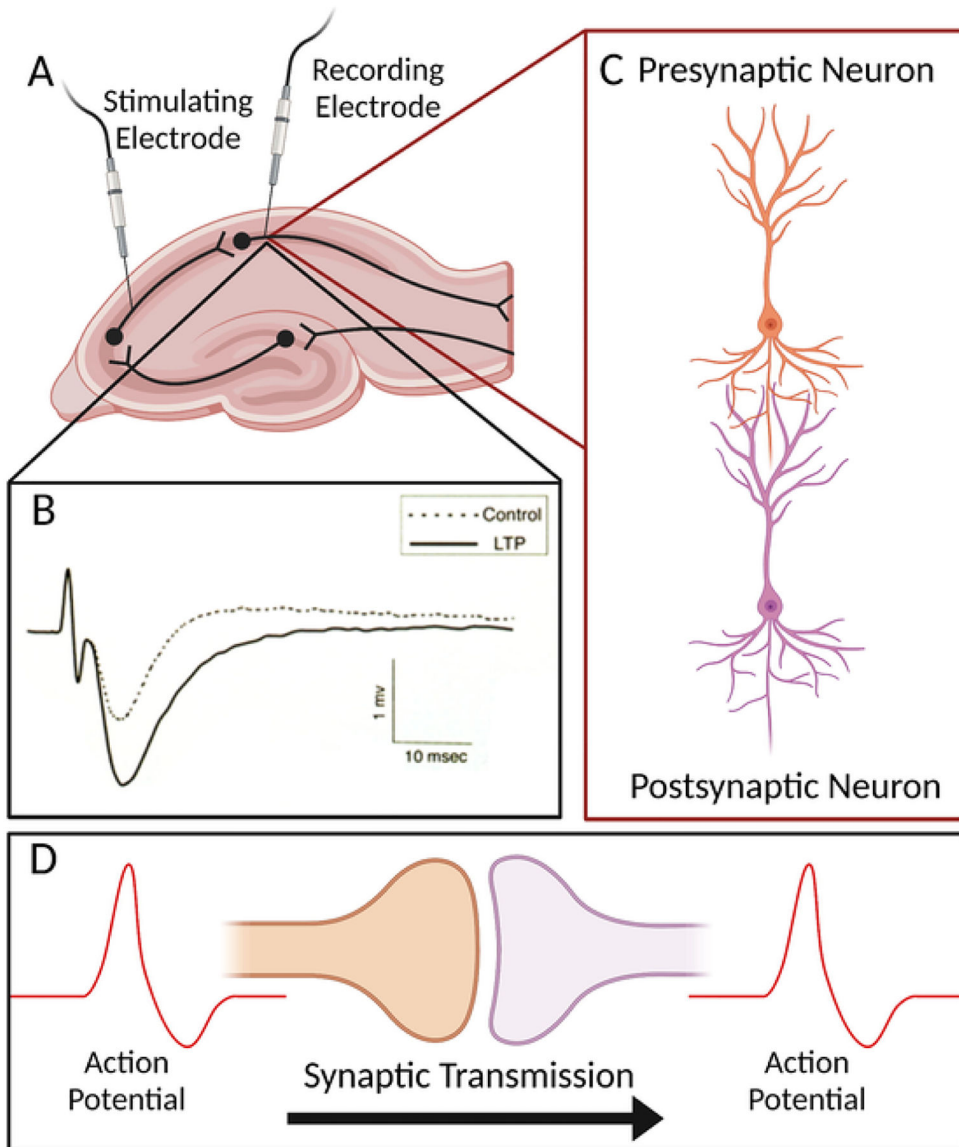 A
Stimulating
Electrode
Recording
Electrode
C
Presynaptic Neuron
Postsynaptic Neuron
B
Control
LTP
1 mv
10 msec
D
Action
Potential
Synaptic Transmission
Action
Potential